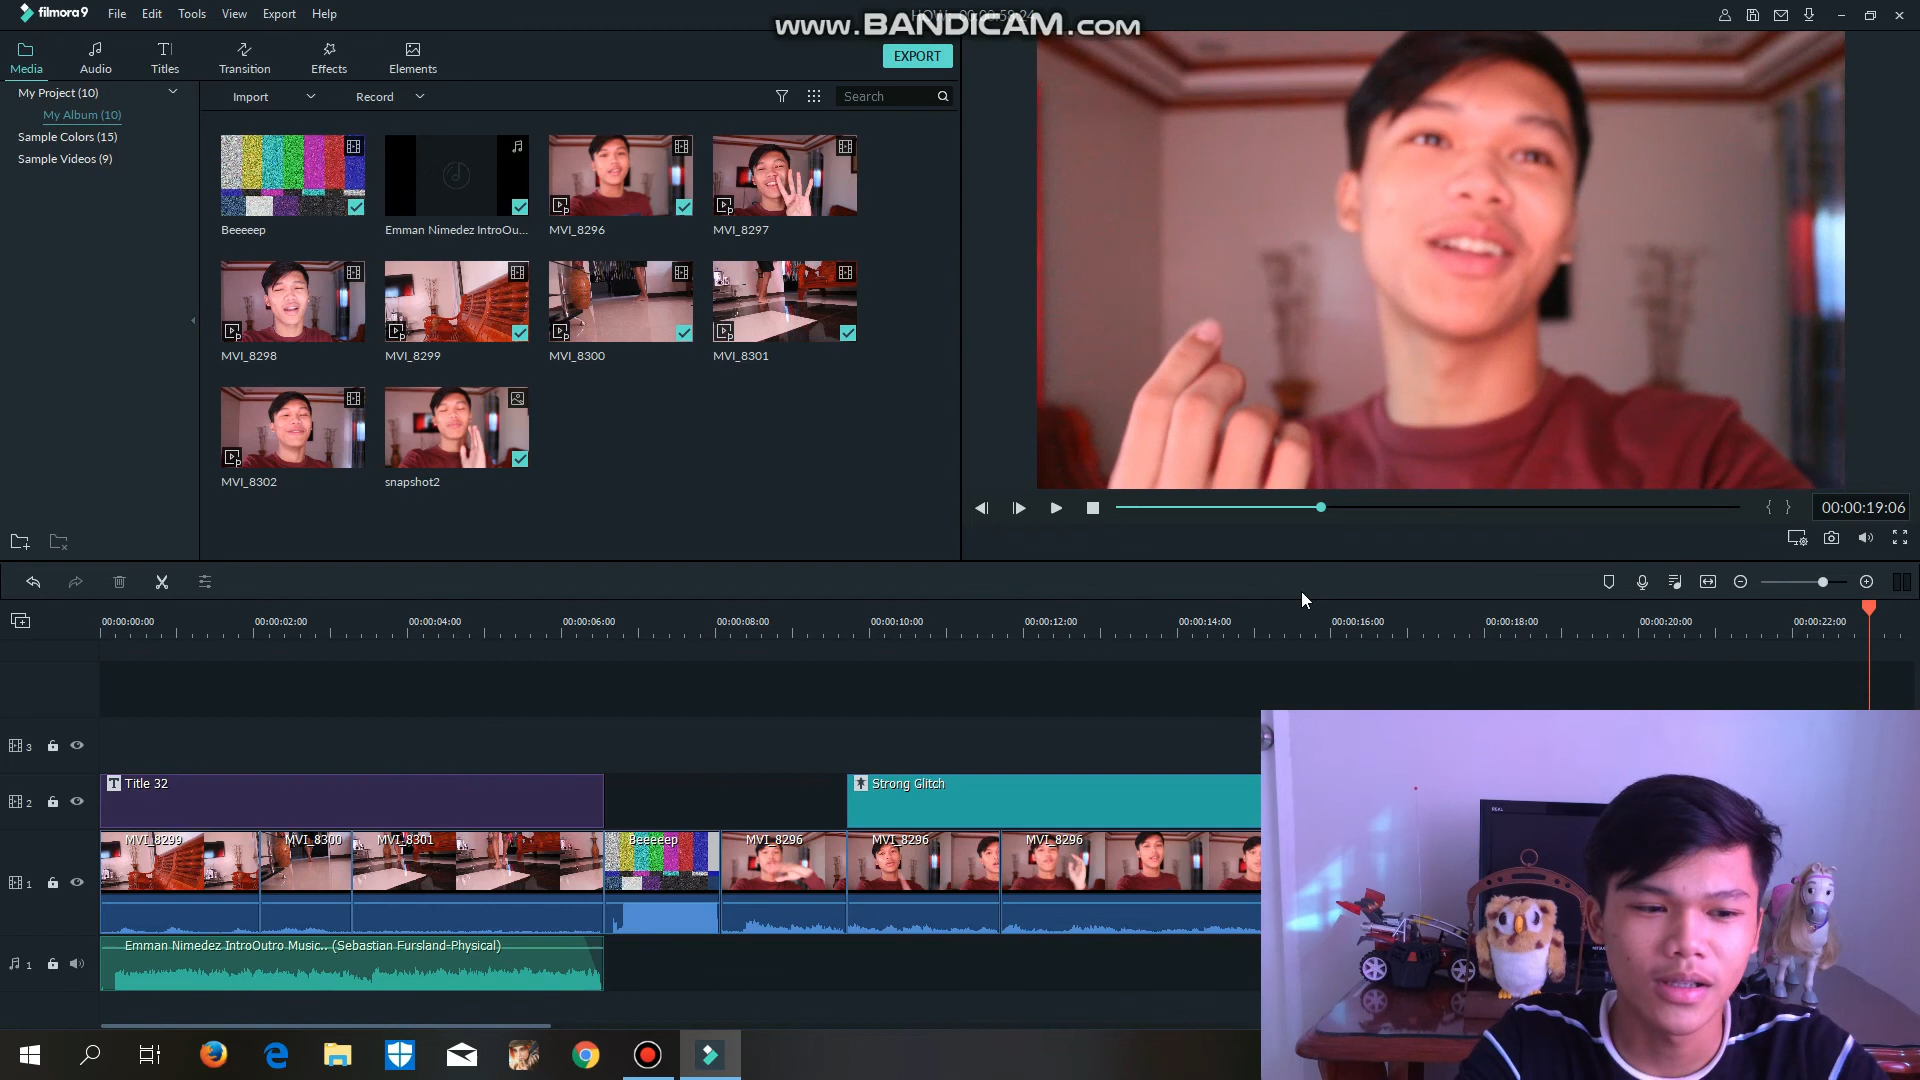 filmora9
File Edit Tools View Export Help
www.BANDICAM.com
Media Audio Titles Transition Effects Elements
EXPORT
My Project (10)
My Album (10)
Sample Colors (15)
Sample Videos (9)
Import Record Search
Beeeeep
Emman Nimedez IntroOu...
MVI_8296
MVI_8297
MVI_8298
MVI_8299
MVI_8300
MVI_8301
MVI_8302
snapshot2
{ } 00:00:19:06
00:00:00:00 00:00:02:00 00:00:04:00 00:00:06:00 00:00:08:00 00:00:10:00 00:00:12:00 00:00:14:00 00:00:16:00 00:00:18:00 00:00:20:00 00:00:22:00
3
2 T Title 32 Strong Glitch
1 MVI_8299 MVI_8300 MVI_8301 Beeeeep MVI_8296 MVI_8296 MVI_8296
1 Emman Nimedez IntroOutro Music.. (Sebastian Fursland-Physical)